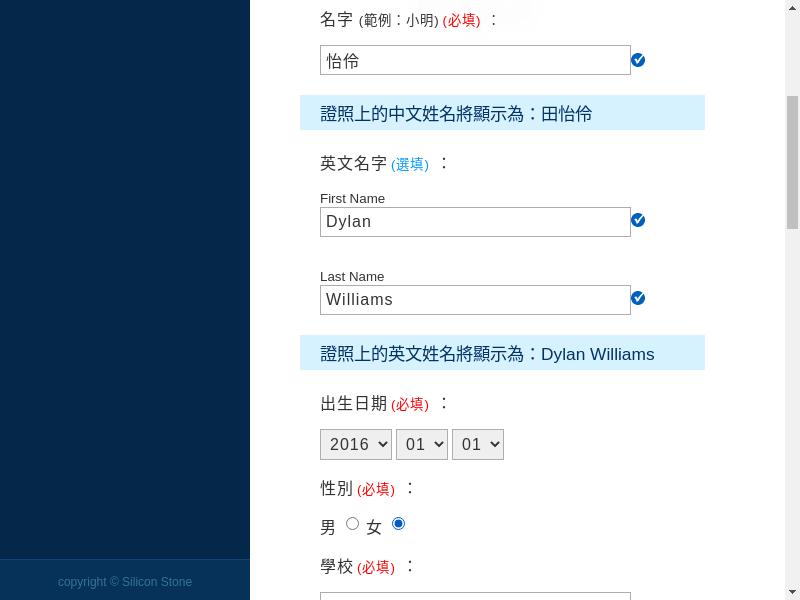 名字 (範例：小明) (必填) ：
怡伶
證照上的中文姓名將顯示為：田怡伶
英文名字 (選填) ：
First Name
Dylan
Last Name
Williams
證照上的英文姓名將顯示為：Dylan Williams
出生日期 (必填) ：
2016 01 01
性別 (必填) ：
男 女
學校 (必填) ：
copyright © Silicon Stone